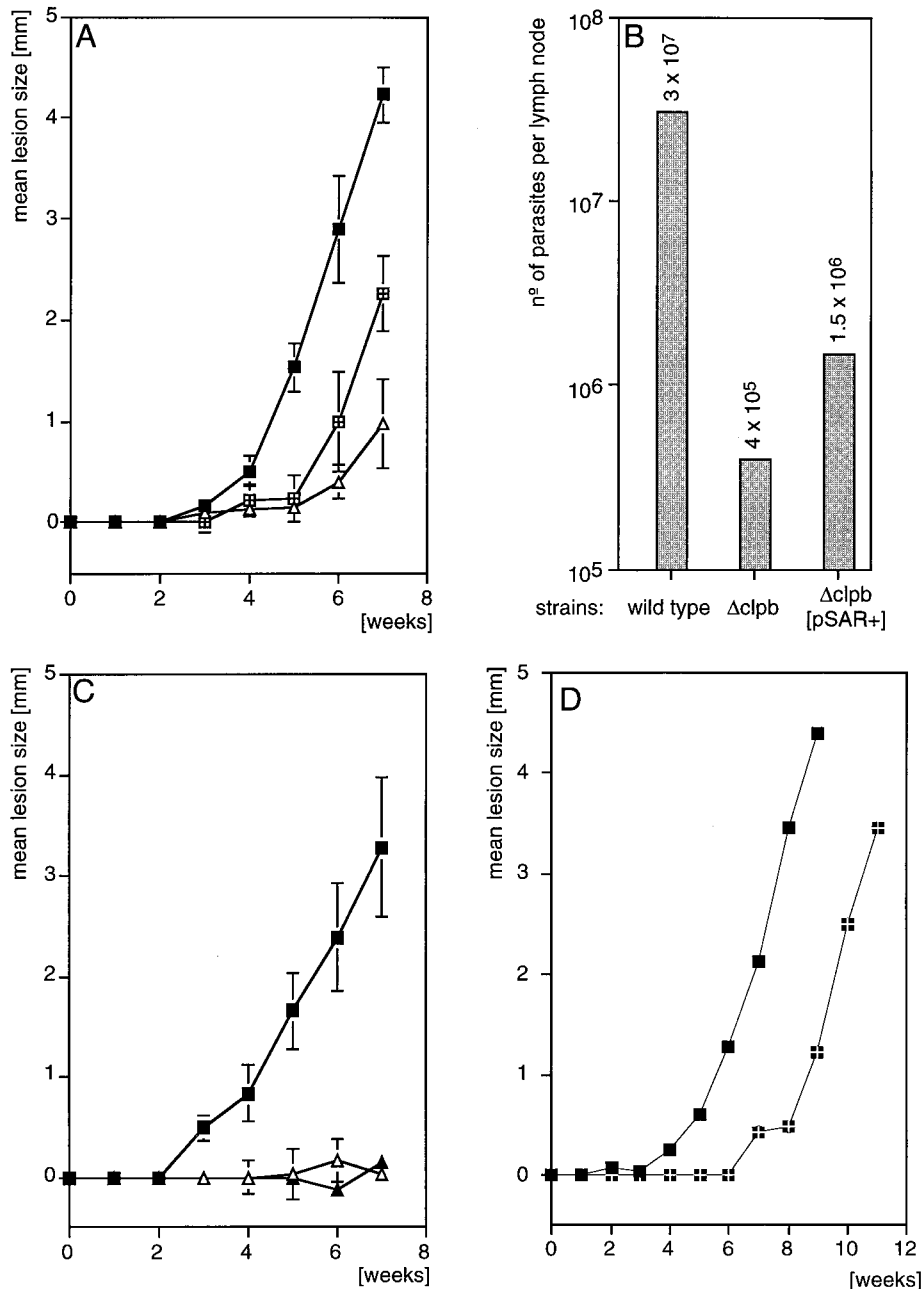 A
mean lesion size [mm]
5
4
3
2
1
0
0 2 4 6 8
[weeks]
B
nº of parasites per lymph node
10⁸
10⁷
10⁶
10⁵
3 x 10⁷
4 x 10⁵
1.5 x 10⁶
strains: wild type Δclpb Δclpb
[pSAR+]
C
mean lesion size [mm]
5
4
3
2
1
0
0 2 4 6 8
[weeks]
D
mean lesion size [mm]
5
4
3
2
1
0
0 2 4 6 8 10 12
[weeks]